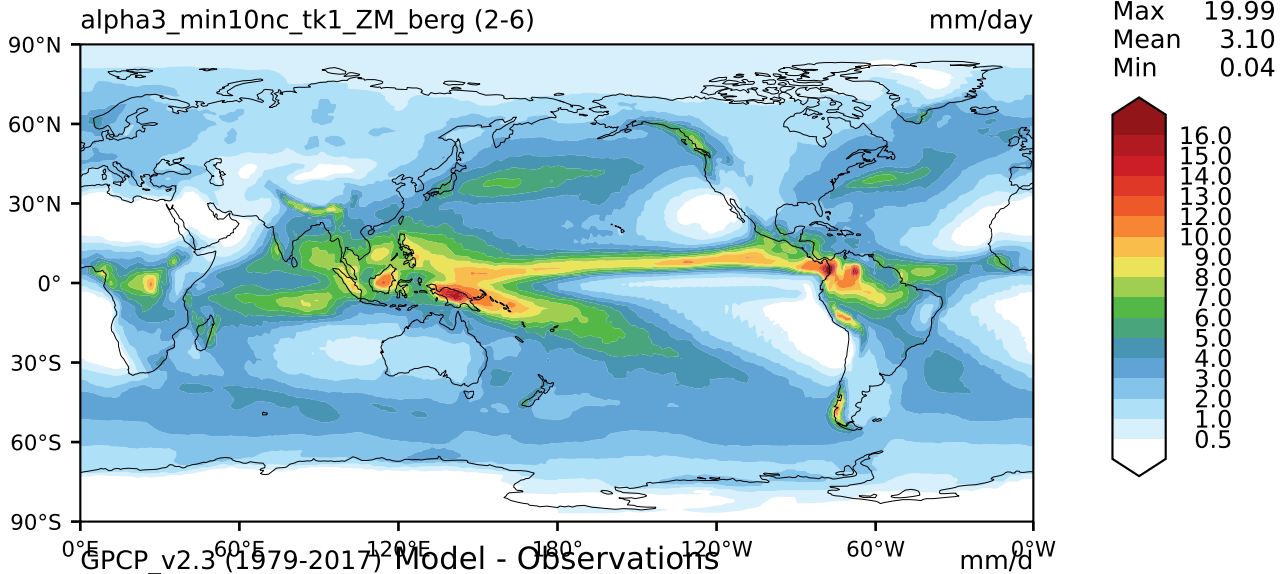 alpha3_min10nc_tk1_ZM_berg (2-6) mm/day
Max 19.99
Mean 3.10
Min 0.04
90°N
60°N
30°N
0°
30°S
60°S
90°S
0°E 60°E 120°E 180° 120°W 60°W 0°W
16.0
15.0
14.0
13.0
12.0
10.0
9.0
8.0
7.0
6.0
5.0
4.0
3.0
2.0
1.0
0.5
GPCP_v2.3 (1979-2017) Model - Observations mm/d